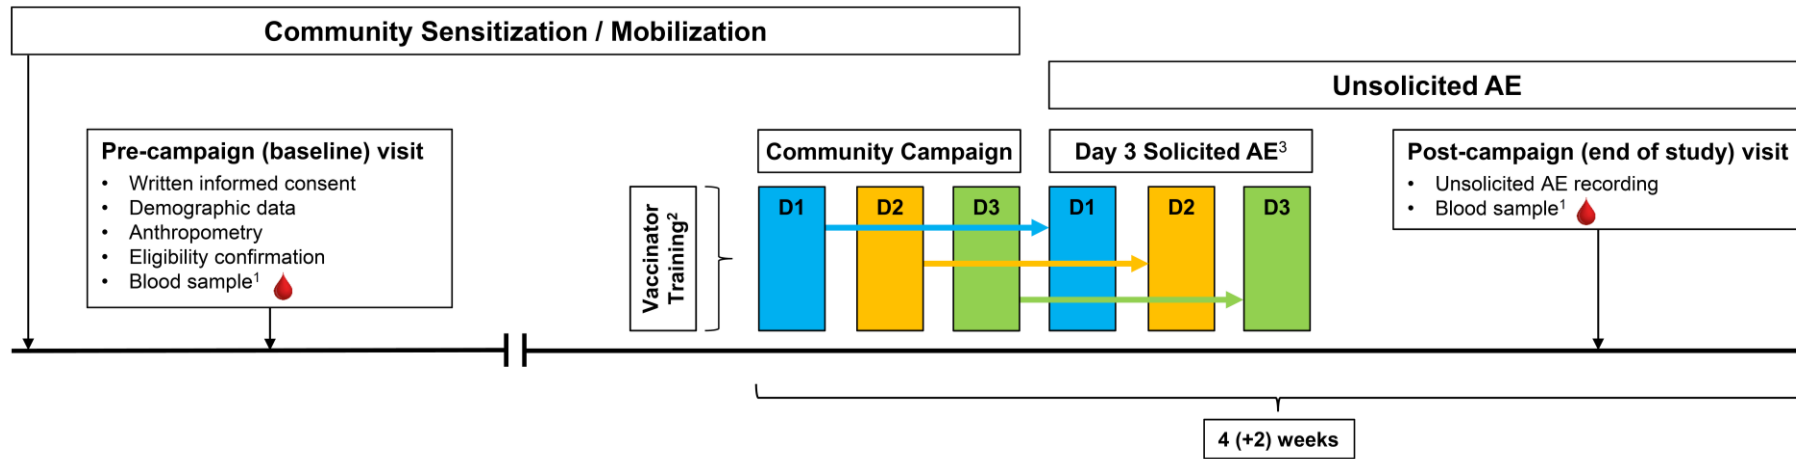 Community Sensitization / Mobilization
Unsolicited AE
Pre-campaign (baseline) visit
• Written informed consent
• Demographic data
• Anthropometry
• Eligibility confirmation
• Blood sample¹
Vaccinator
Training²
Community Campaign
D1
D2
D3
Day 3 Solicited AE³
D1
D2
D3
Post-campaign (end of study) visit
• Unsolicited AE recording
• Blood sample¹
4 (+2) weeks